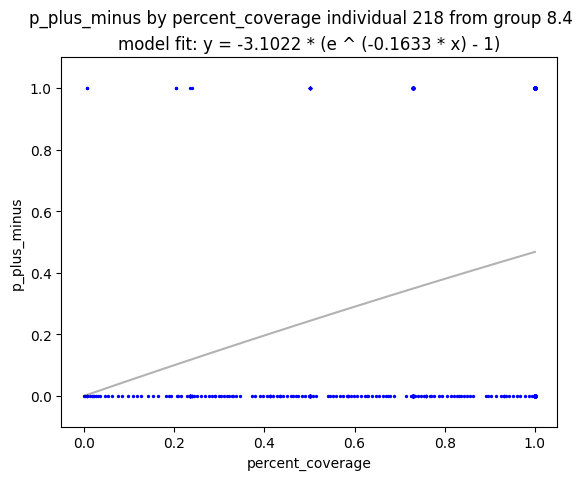 p_plus_minus by percent_coverage individual 218 from group 8.4
model fit: y = -3.1022 * (e ^ (-0.1633 * x) - 1)
1.0
0.8
0.6
0.4
0.2
0.0
p_plus_minus
0.0 0.2 0.4 0.6 0.8 1.0
percent_coverage